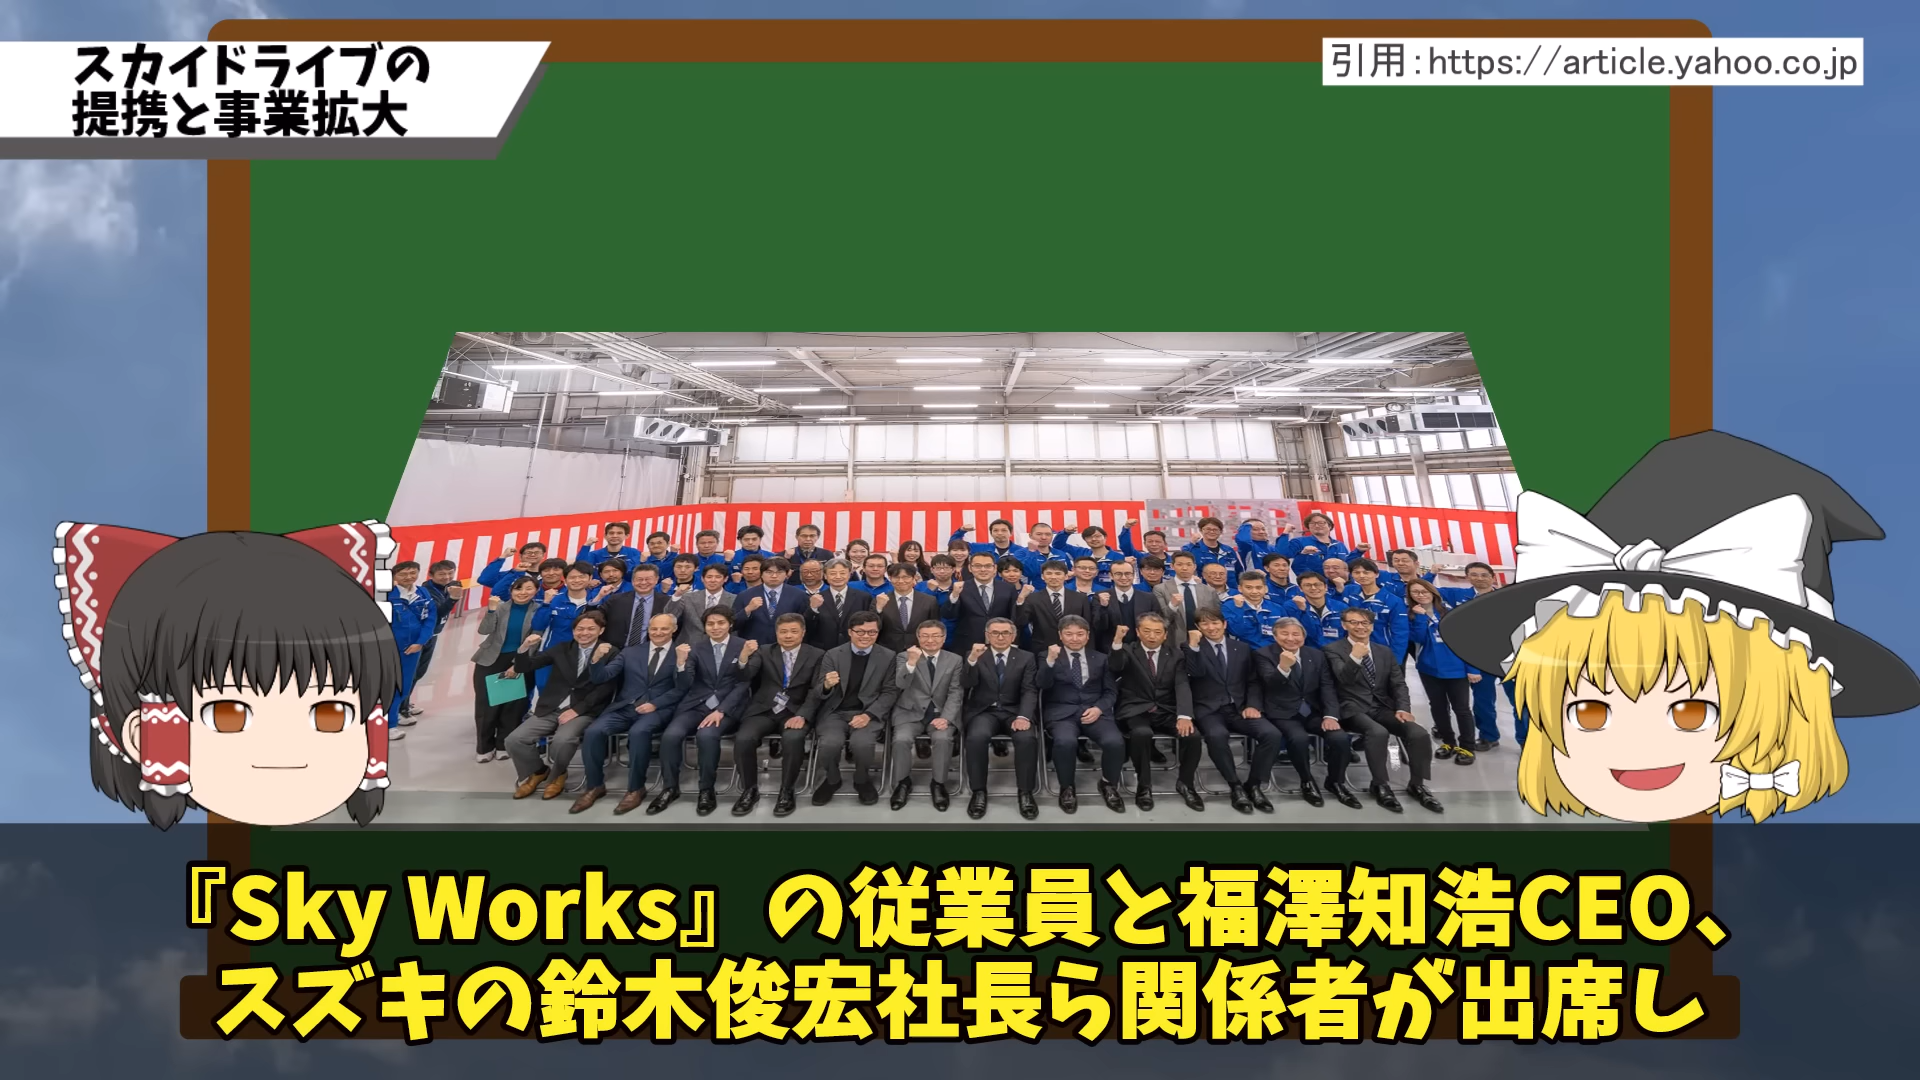 スカイドライブの
提携と事業拡大
引用：https://article.yahoo.co.jp
『Sky Works』の従業員と福澤知浩CEO、
スズキの鈴木俊宏社長ら関係者が出席し